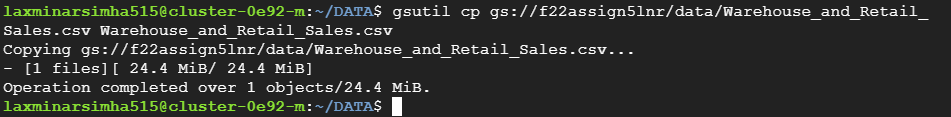 laxminarsimha515@cluster-0e92-m:~/DATA$ gsutil cp gs://f22assign5lnr/data/Warehouse_and_Retail_
Sales.csv Warehouse_and_Retail_Sales.csv
Copying gs://f22assign5lnr/data/Warehouse_and_Retail_Sales.csv...
- [1 files][ 24.4 MiB/ 24.4 MiB]
Operation completed over 1 objects/24.4 MiB.
laxminarsimha515@cluster-0e92-m:~/DATA$